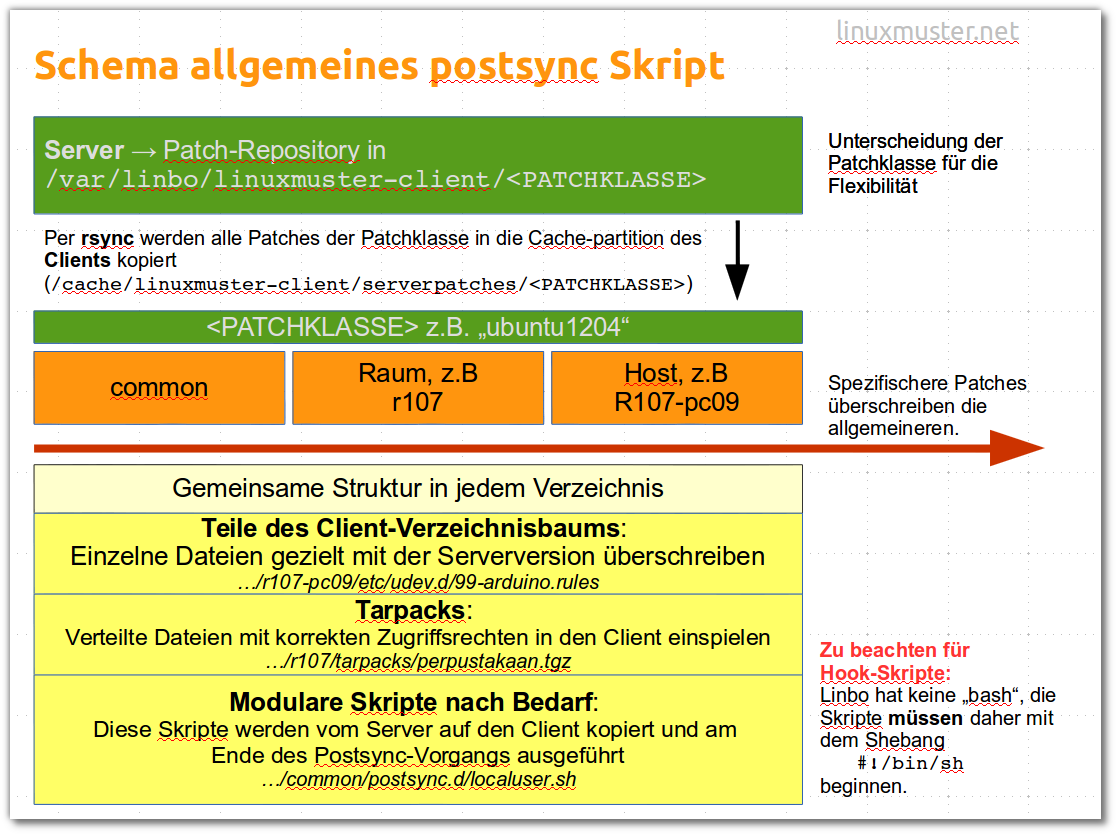 linuxmuster.net
Schema allgemeines postsync Skript
Server → Patch-Repository in
/var/linbo/linuxmuster-client/<PATCHKLASSE>
Unterscheidung der
Patchklasse für die
Flexibilität
Per rsync werden alle Patches der Patchklasse in die Cache-partition des
Clients kopiert
(/cache/linuxmuster-client/serverpatches/<PATCHKLASSE>)
<PATCHKLASSE> z.B. „ubuntu1204“
common
Raum, z.B
r107
Host, z.B
R107-pc09
Spezifischere Patches
überschreiben die
allgemeineren.
Gemeinsame Struktur in jedem Verzeichnis
Teile des Client-Verzeichnisbaums:
Einzelne Dateien gezielt mit der Serverversion überschreiben
…/r107-pc09/etc/udev.d/99-arduino.rules
Tarpacks:
Verteilte Dateien mit korrekten Zugriffsrechten in den Client einspielen
…/r107/tarpacks/perpustakaan.tgz
Modulare Skripte nach Bedarf:
Diese Skripte werden vom Server auf den Client kopiert und am
Ende des Postsync-Vorgangs ausgeführt
…/common/postsync.d/localuser.sh
Zu beachten für
Hook-Skripte:
Linbo hat keine „bash“, die
Skripte müssen daher mit
dem Shebang
#!/bin/sh
beginnen.